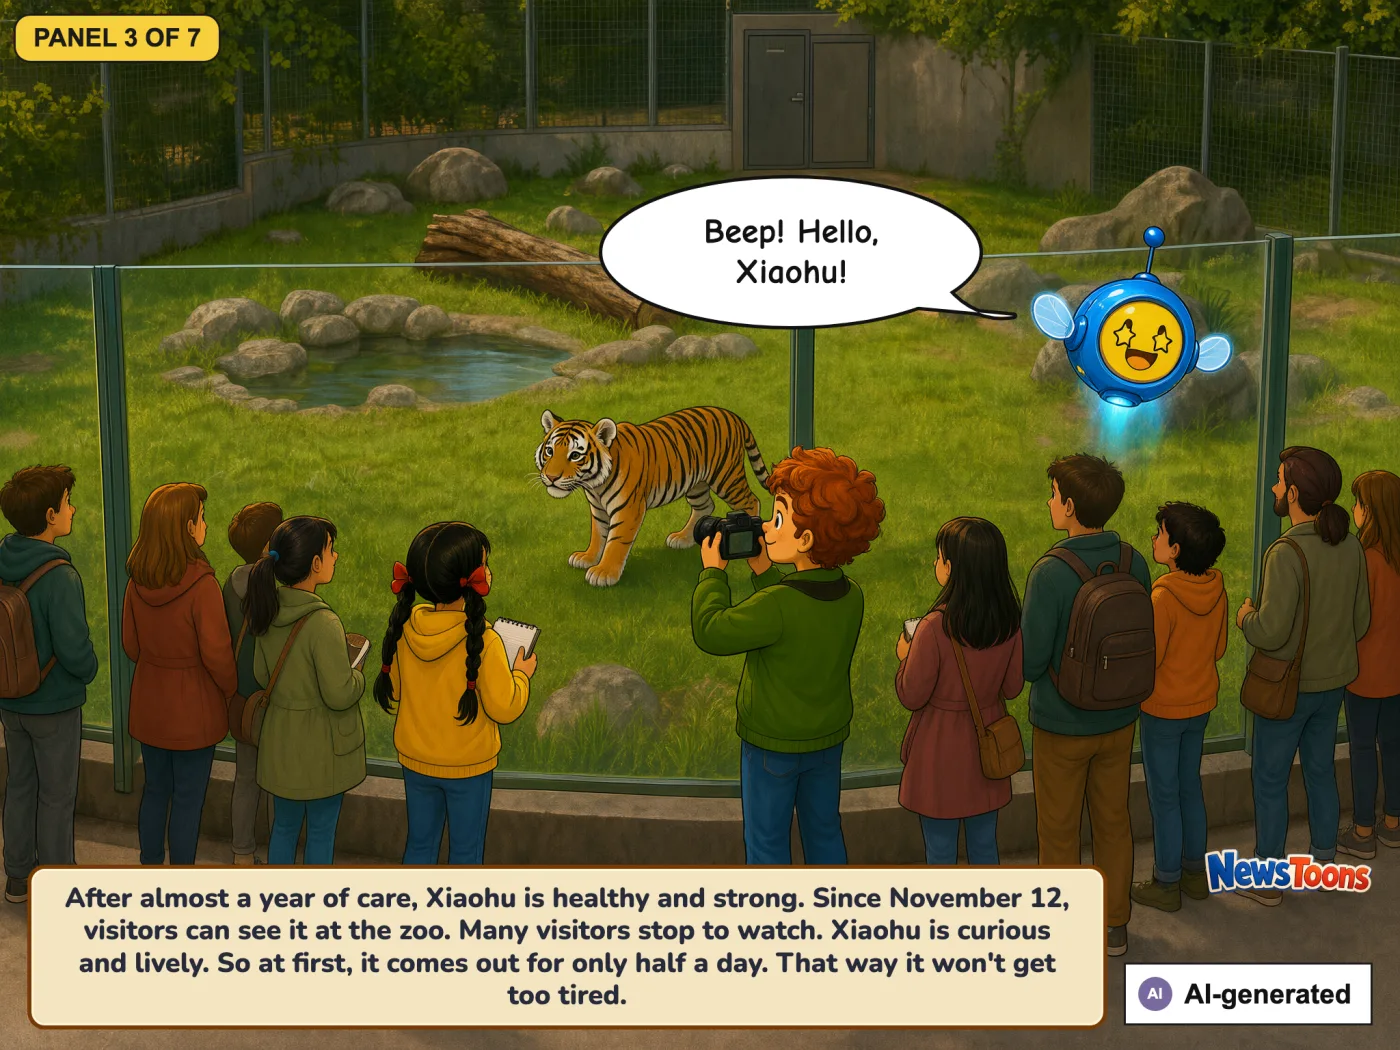 PANEL 3 OF 7
Beep! Hello,
Xiaohu!
After almost a year of care, Xiaohu is healthy and strong. Since November 12,
visitors can see it at the zoo. Many visitors stop to watch. Xiaohu is curious
and lively. So at first, it comes out for only half a day. That way it won't get
too tired.
NEWSTOONS
AI AI-generated